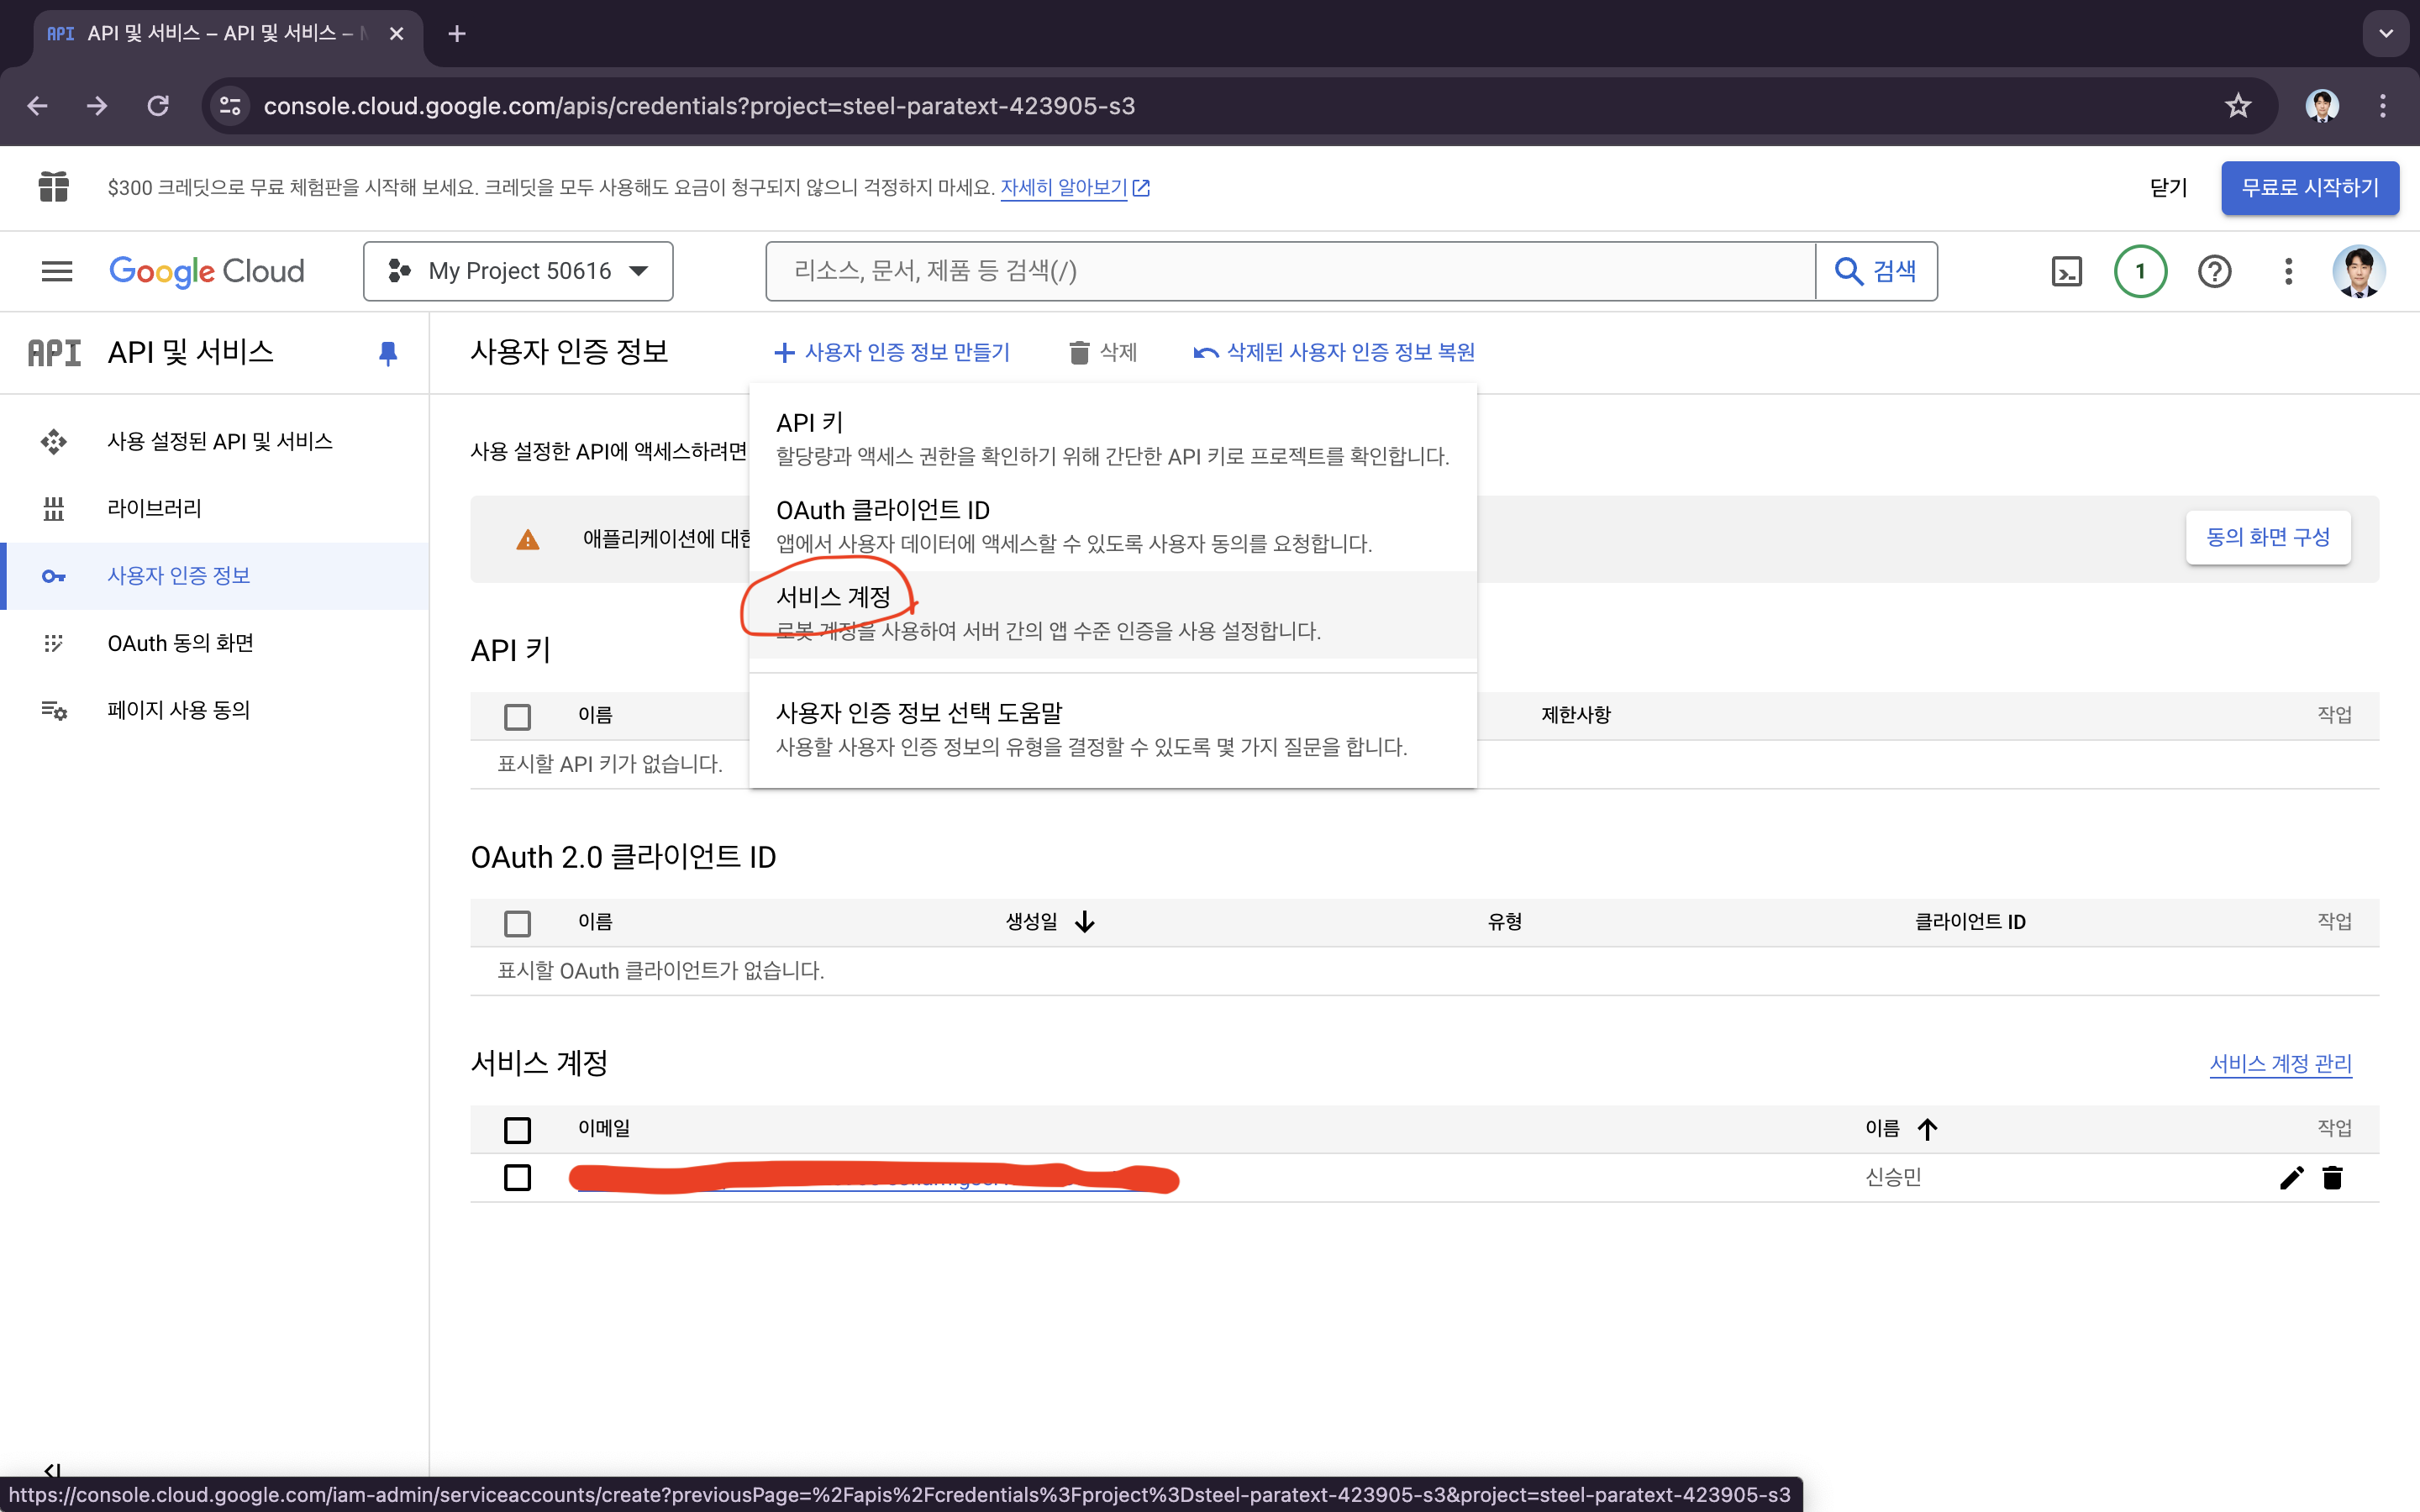 API API 및 서비스 – API 및 서비스 –
console.cloud.google.com/apis/credentials?project=steel-paratext-423905-s3
$300 크레딧으로 무료 체험판을 시작해 보세요. 크레딧을 모두 사용해도 요금이 청구되지 않으니 걱정하지 마세요. 자세히 알아보기
닫기
무료로 시작하기
Google Cloud
My Project 50616
리소스, 문서, 제품 등 검색(/)
검색
1
API API 및 서비스
사용 설정된 API 및 서비스
라이브러리
사용자 인증 정보
OAuth 동의 화면
페이지 사용 동의
사용자 인증 정보
사용자 인증 정보 만들기
삭제
삭제된 사용자 인증 정보 복원
사용 설정한 API에 액세스하려면
애플리케이션에 대한
동의 화면 구성
API 키
할당량과 액세스 권한을 확인하기 위해 간단한 API 키로 프로젝트를 확인합니다.
OAuth 클라이언트 ID
앱에서 사용자 데이터에 액세스할 수 있도록 사용자 동의를 요청합니다.
서비스 계정
로봇 계정을 사용하여 서버 간의 앱 수준 인증을 사용 설정합니다.
사용자 인증 정보 선택 도움말
사용할 사용자 인증 정보의 유형을 결정할 수 있도록 몇 가지 질문을 합니다.
API 키
이름 제한사항 작업
표시할 API 키가 없습니다.
OAuth 2.0 클라이언트 ID
이름 생성일 유형 클라이언트 ID 작업
표시할 OAuth 클라이언트가 없습니다.
서비스 계정
서비스 계정 관리
이메일 이름 작업
신승민
https://console.cloud.google.com/iam-admin/serviceaccounts/create?previousPage=%2Fapis%2Fcredentials%3Fproject%3Dsteel-paratext-423905-s3&project=steel-paratext-423905-s3